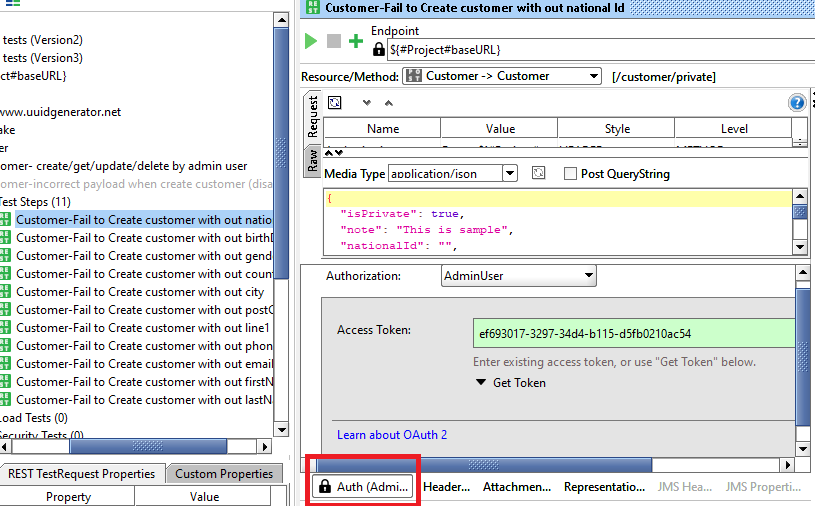 Customer-Fail to Create customer with out national Id
tests (Version2)
tests (Version3)
ct#baseURL}
www.uuidgenerator.net
ake
er
omer- create/get/update/delete by admin user
omer-incorrect payload when create customer (disa
Test Steps (11)
Customer-Fail to Create customer with out natio
Customer-Fail to Create customer with out birthD
Customer-Fail to Create customer with out gende
Customer-Fail to Create customer with out count
Customer-Fail to Create customer with out city
Customer-Fail to Create customer with out postC
Customer-Fail to Create customer with out line1
Customer-Fail to Create customer with out phon
Customer-Fail to Create customer with out email
Customer-Fail to Create customer with out firstN
Customer-Fail to Create customer with out lastNa
Load Tests (0)
Security Tests (0)
REST TestRequest Properties
Custom Properties
Property
Value
Endpoint
${#Project#baseURL}
Resource/Method:
POST
Customer -> Customer
[/customer/private]
Request
Raw
Name
Value
Style
Level
Media Type
application/json
Post QueryString
{
"isPrivate": true,
"note": "This is sample",
"nationalId": "",
Authorization:
AdminUser
Access Token:
ef693017-3297-34d4-b115-d5fb0210ac54
Enter existing access token, or use "Get Token" below.
Get Token
Learn about OAuth 2
Auth (Admi...
Header...
Attachmen...
Representatio...
JMS Hea...
JMS Properti...